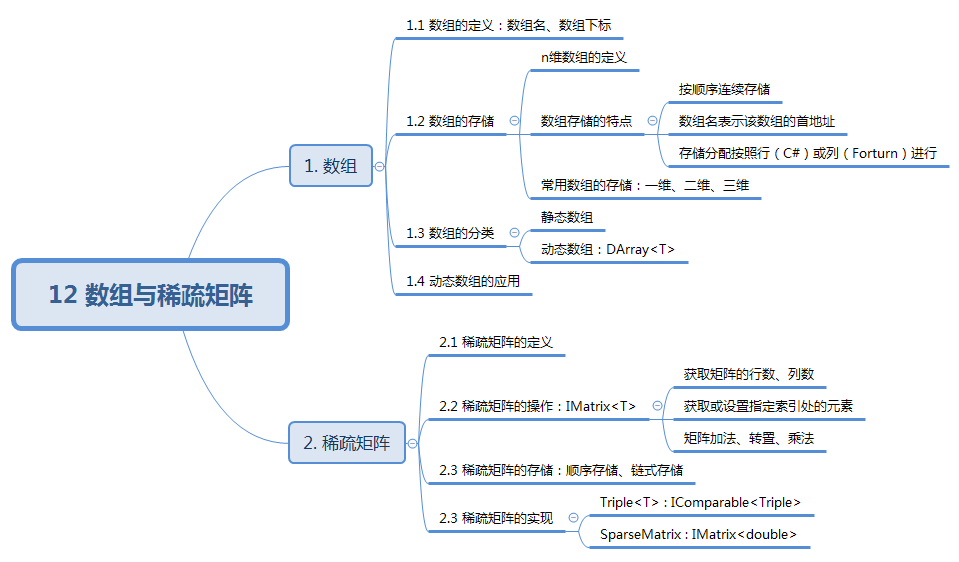 12 数组与稀疏矩阵
1. 数组
1.1 数组的定义：数组名、数组下标
1.2 数组的存储
n维数组的定义
数组存储的特点
按顺序连续存储
数组名表示该数组的首地址
存储分配按照行（C#）或列（Forturn）进行
常用数组的存储：一维、二维、三维
1.3 数组的分类
静态数组
动态数组：DArray<T>
1.4 动态数组的应用
2. 稀疏矩阵
2.1 稀疏矩阵的定义
2.2 稀疏矩阵的操作：IMatrix<T>
获取矩阵的行数、列数
获取或设置指定索引处的元素
矩阵加法、转置、乘法
2.3 稀疏矩阵的存储：顺序存储、链式存储
2.3 稀疏矩阵的实现
Triple<T> : IComparable<Triple>
SparseMatrix : IMatrix<double>